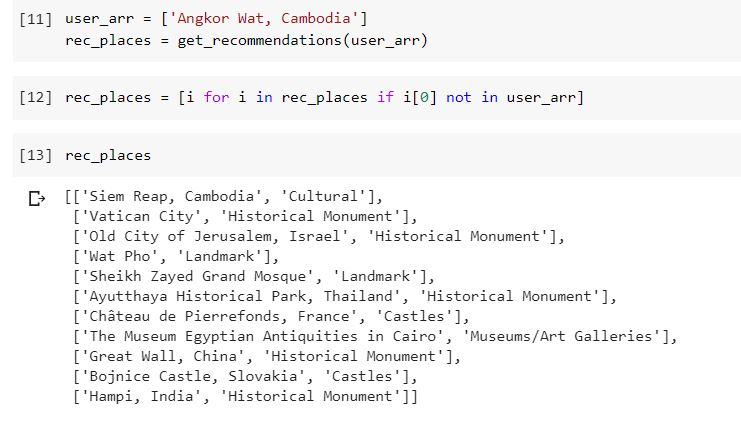 [11] user_arr = ['Angkor Wat, Cambodia']
rec_places = get_recommendations(user_arr)
[12] rec_places = [i for i in rec_places if i[0] not in user_arr]
[13] rec_places
[['Siem Reap, Cambodia', 'Cultural'],
['Vatican City', 'Historical Monument'],
['Old City of Jerusalem, Israel', 'Historical Monument'],
['Wat Pho', 'Landmark'],
['Sheikh Zayed Grand Mosque', 'Landmark'],
['Ayutthaya Historical Park, Thailand', 'Historical Monument'],
['Château de Pierrefonds, France', 'Castles'],
['The Museum Egyptian Antiquities in Cairo', 'Museums/Art Galleries'],
['Great Wall, China', 'Historical Monument'],
['Bojnice Castle, Slovakia', 'Castles'],
['Hampi, India', 'Historical Monument']]